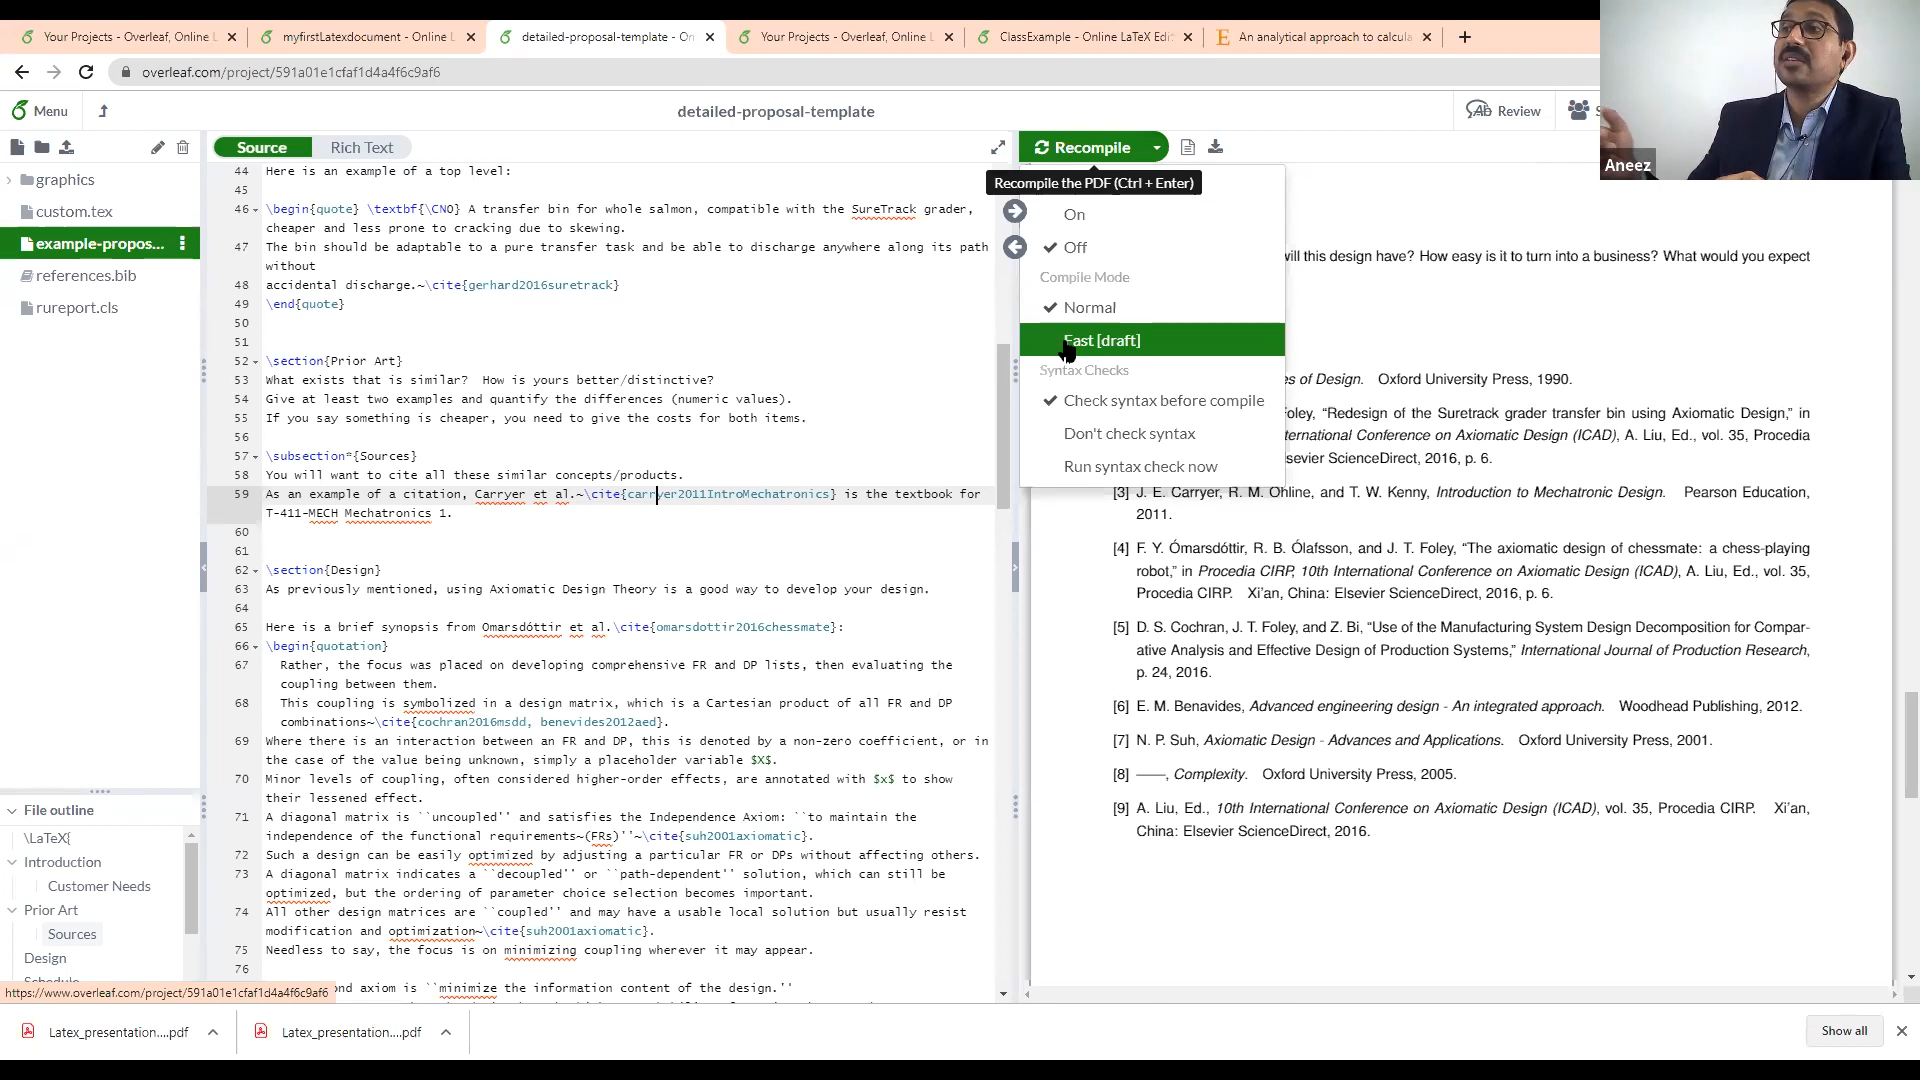 Your Projects - Overleaf, Online L
myfirstLatexdocument - Online L
detailed-proposal-template - On
Your Projects - Overleaf, Online L
ClassExample - Online LaTeX Edit
An analytical approach to calcula
overleaf.com/project/591a01e1cfaf1d4a4f6c9af6
Menu
detailed-proposal-template
Review
Aneez
Source
Rich Text
Recompile
Recompile the PDF (Ctrl + Enter)
graphics
custom.tex
example-propos...
references.bib
rureport.cls
44 Here is an example of a top level:
45
46 \begin{quote} \textbf{\CN0} A transfer bin for whole salmon, compatible with the SureTrack grader,
cheaper and less prone to cracking due to skewing.
47 The bin should be adaptable to a pure transfer task and be able to discharge anywhere along its path
without
48 accidental discharge.~\cite{gerhard2016suretrack}
49 \end{quote}
50
51
52 \section{Prior Art}
53 What exists that is similar?  How is yours better/distinctive?
54 Give at least two examples and quantify the differences (numeric values).
55 If you say something is cheaper, you need to give the costs for both items.
56
57 \subsection*{Sources}
58 You will want to cite all these similar concepts/products.
59 As an example of a citation, Carryer et al.~\cite{carryer2011IntroMechatronics} is the textbook for
T-411-MECH Mechatronics 1.
60
61
62 \section{Design}
63 As previously mentioned, using Axiomatic Design Theory is a good way to develop your design.
64
65 Here is a brief synopsis from Omarsdóttir et al.\cite{omarsdottir2016chessmate}:
66 \begin{quotation}
67 Rather, the focus was placed on developing comprehensive FR and DP lists, then evaluating the
coupling between them.
68 This coupling is symbolized in a design matrix, which is a Cartesian product of all FR and DP
combinations~\cite{cochran2016msdd, benevides2012aed}.
69 Where there is an interaction between an FR and DP, this is denoted by a non-zero coefficient, or in
the case of the value being unknown, simply a placeholder variable $X$.
70 Minor levels of coupling, often considered higher-order effects, are annotated with $x$ to show
their lessened effect.
71 A diagonal matrix is ``uncoupled'' and satisfies the Independence Axiom: ``to maintain the
independence of the functional requirements~(FRs)''~\cite{suh2001axiomatic}.
72 Such a design can be easily optimized by adjusting a particular FR or DPs without affecting others.
73 A diagonal matrix indicates a ``decoupled'' or ``path-dependent'' solution, which can still be
optimized, but the ordering of parameter choice selection becomes important.
74 All other design matrices are ``coupled'' and may have a usable local solution but usually resist
modification and optimization~\cite{suh2001axiomatic}.
75 Needless to say, the focus is on minimizing coupling wherever it may appear.
76
ond axiom is ``minimize the information content of the design.''
On
Off
Compile Mode
Normal
Fast [draft]
Syntax Checks
Check syntax before compile
Don't check syntax
Run syntax check now
will this design have? How easy is it to turn into a business? What would you expect
es of Design. Oxford University Press, 1990.
Foley, “Redesign of the Suretrack grader transfer bin using Axiomatic Design,” in
ternational Conference on Axiomatic Design (ICAD), A. Liu, Ed., vol. 35, Procedia
sevier ScienceDirect, 2016, p. 6.
[3] J. E. Carryer, R. M. Ohline, and T. W. Kenny, Introduction to Mechatronic Design. Pearson Education,
2011.
[4] F. Y. Ómarsdóttir, R. B. Ólafsson, and J. T. Foley, “The axiomatic design of chessmate: a chess-playing
robot,” in Procedia CIRP, 10th International Conference on Axiomatic Design (ICAD), A. Liu, Ed., vol. 35,
Procedia CIRP. Xi’an, China: Elsevier ScienceDirect, 2016, p. 6.
[5] D. S. Cochran, J. T. Foley, and Z. Bi, “Use of the Manufacturing System Design Decomposition for Compar-
ative Analysis and Effective Design of Production Systems,” International Journal of Production Research,
p. 24, 2016.
[6] E. M. Benavides, Advanced engineering design - An integrated approach. Woodhead Publishing, 2012.
[7] N. P. Suh, Axiomatic Design - Advances and Applications. Oxford University Press, 2001.
[8] ——, Complexity. Oxford University Press, 2005.
[9] A. Liu, Ed., 10th International Conference on Axiomatic Design (ICAD), vol. 35, Procedia CIRP. Xi’an,
China: Elsevier ScienceDirect, 2016.
File outline
\LaTeX{
Introduction
Customer Needs
Prior Art
Sources
Design
Schedule
https://www.overleaf.com/project/591a01e1cfaf1d4a4f6c9af6
Latex_presentation....pdf
Latex_presentation....pdf
Show all